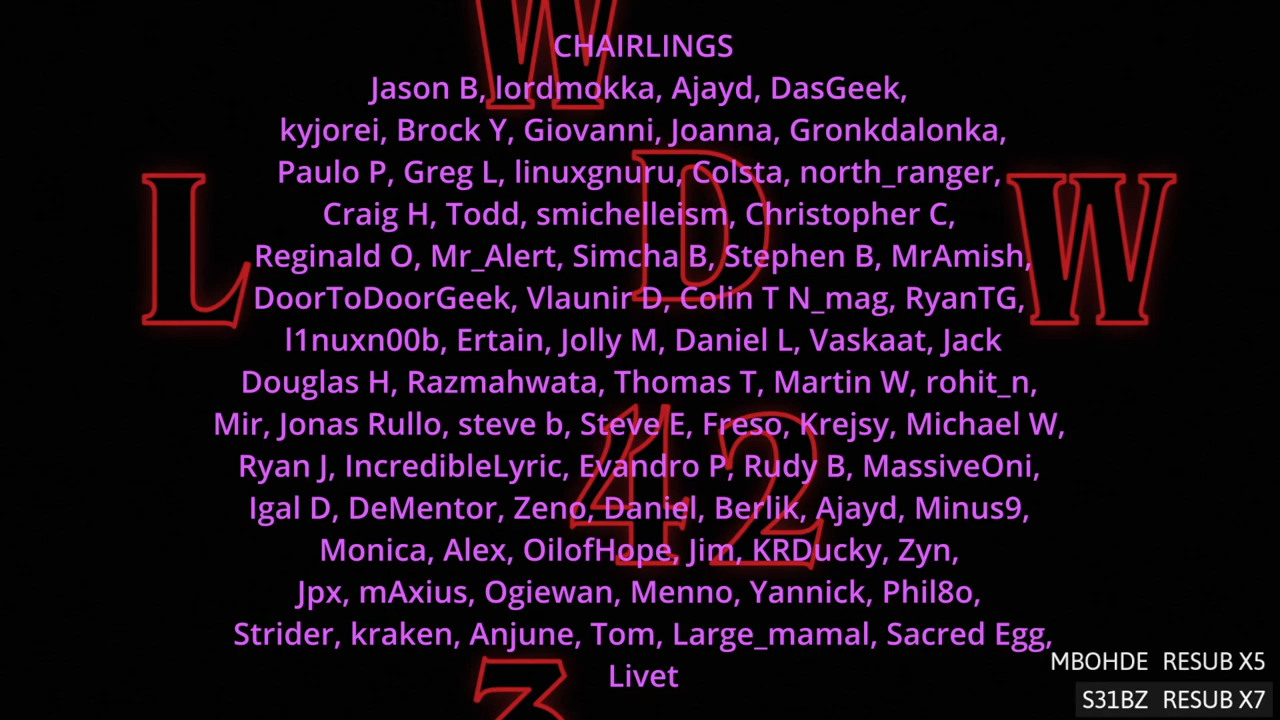 W
CHAIRLINGS
Jason B, lordmokka, Ajayd, DasGeek,
kyjorei, Brock Y, Giovanni, Joanna, Gronkdalonka,
Paulo P, Greg L, linuxgnuru, Colsta, north_ranger,
Craig H, Todd, smichelleism, Christopher C,
L D W
Reginald O, Mr_Alert, Simcha B, Stephen B, MrAmish,
DoorToDoorGeek, Vlaunir D, Colin T N_mag, RyanTG,
l1nuxn00b, Ertain, Jolly M, Daniel L, Vaskaat, Jack
Douglas H, Razmahwata, Thomas T, Martin W, rohit_n,
Mir, Jonas Rullo, steve b, Steve E, Freso, Krejsy, Michael W,
Ryan J, IncredibleLyric, Evandro P, Rudy B, MassiveOni,
42
Igal D, DeMentor, Zeno, Daniel, Berlik, Ajayd, Minus9,
Monica, Alex, OilofHope, Jim, KRDucky, Zyn,
Jpx, mAxius, Ogiewan, Menno, Yannick, Phil8o,
Strider, kraken, Anjune, Tom, Large_mamal, Sacred Egg,
Livet
3
MBOHDE RESUB X5
S31BZ RESUB X7